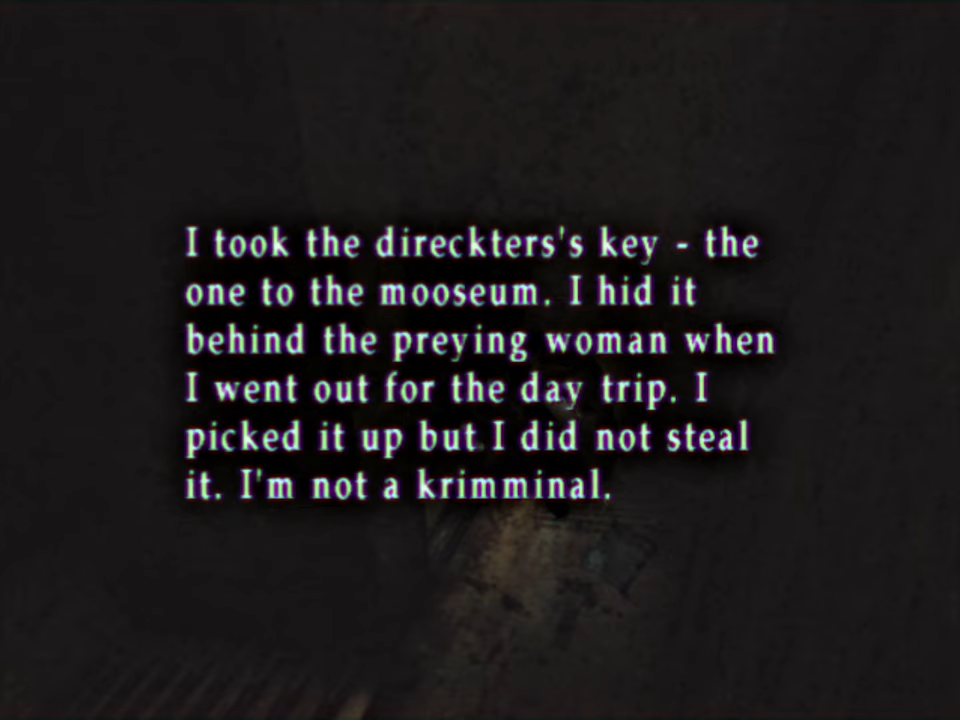 I took the direckters's key - the
one to the mooseum. I hid it
behind the preying woman when
I went out for the day trip. I
picked it up but I did not steal
it. I'm not a krimminal.